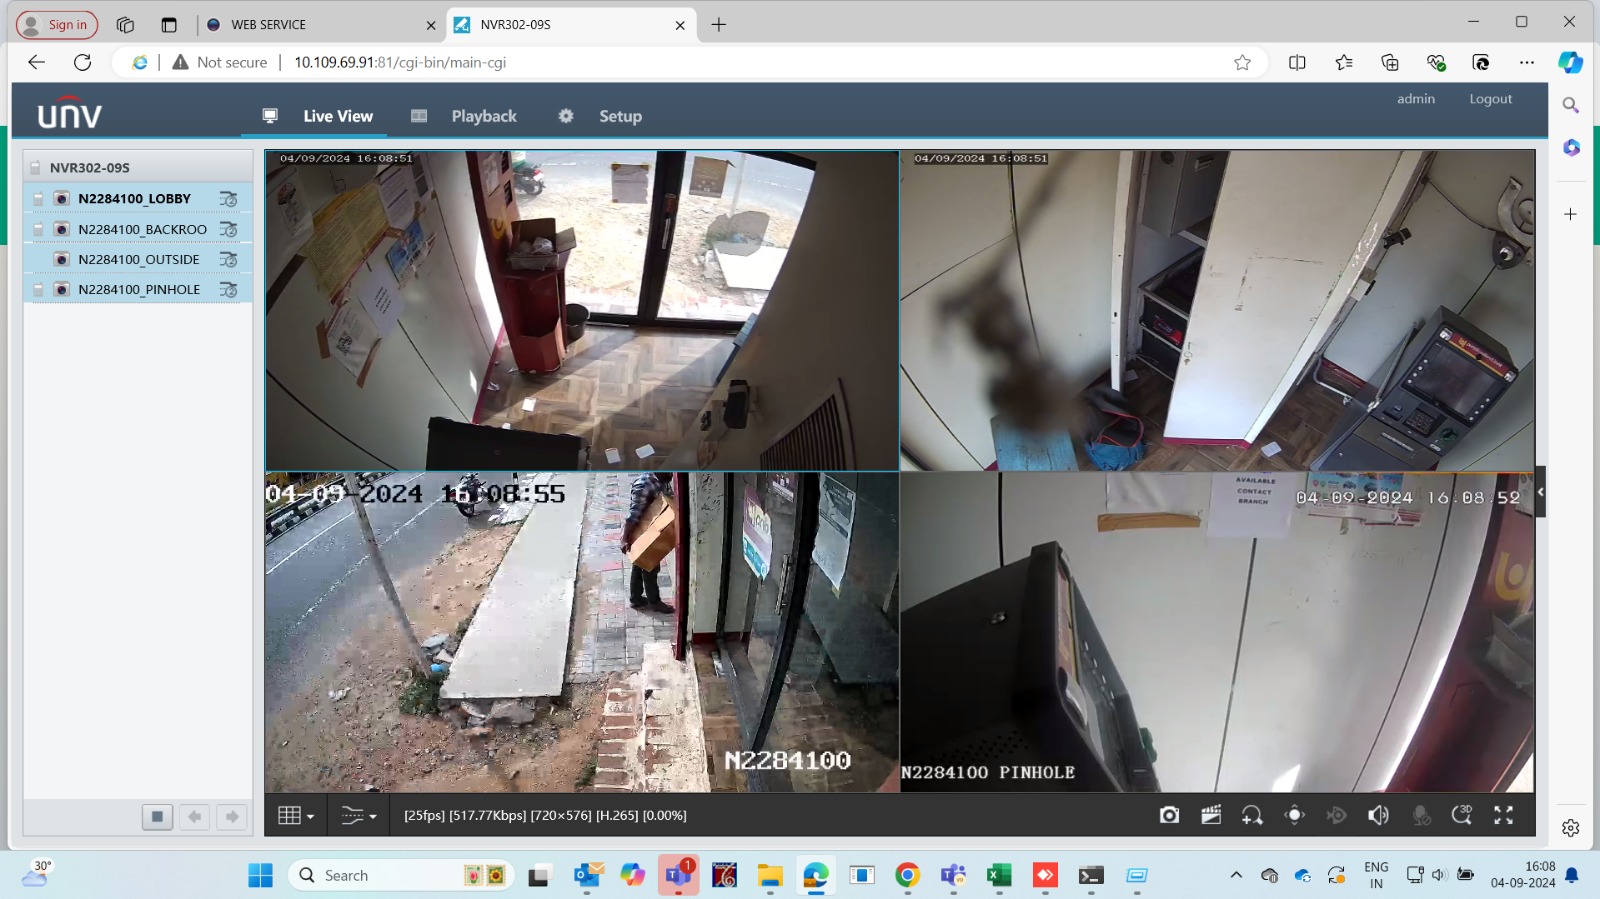 Sign in
WEB SERVICE
NVR302-09S
Not secure
10.109.69.91:81/cgi-bin/main-cgi
unv
Live View
Playback
Setup
admin
Logout
NVR302-09S
N2284100_LOBBY
N2284100_BACKROO
N2284100_OUTSIDE
N2284100_PINHOLE
04/09/2024 16:08:51
04/09/2024 16:08:51
04-09-2024 16:08:55
N2284100
AVAILABLE
CONTACT
BRANCH
04-09-2024 16:08:52
N2284100 PINHOLE
[25fps] [517.77Kbps] [720×576] [H.265] [0.00%]
3D
30°
Search
1
ENG
IN
16:08
04-09-2024